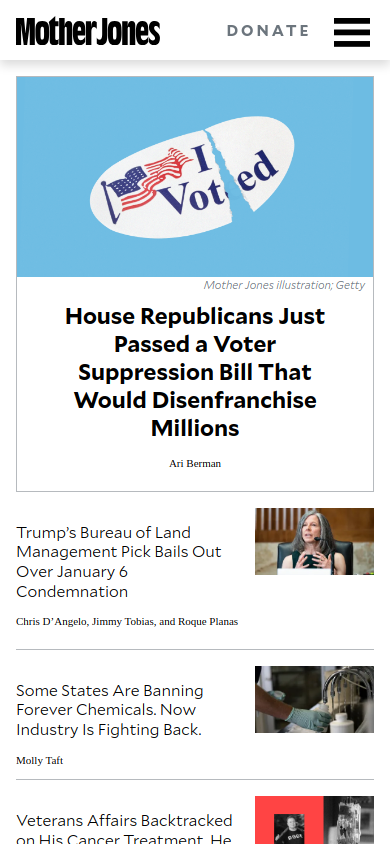 Mother Jones
DONATE
I
Voted
Mother Jones illustration; Getty
House Republicans Just
Passed a Voter
Suppression Bill That
Would Disenfranchise
Millions
Ari Berman
Trump’s Bureau of Land
Management Pick Bails Out
Over January 6
Condemnation
Chris D’Angelo, Jimmy Tobias, and Roque Planas
Some States Are Banning
Forever Chemicals. Now
Industry Is Fighting Back.
Molly Taft
Veterans Affairs Backtracked
on His Cancer Treatment. He